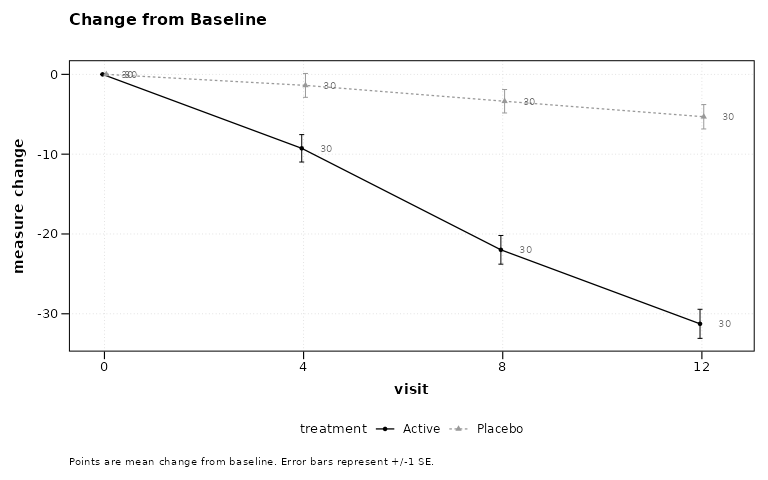 Change from Baseline
0
-10
-20
-30
measure change
30
30
30
30
30
30
30
30
0 4 8 12
visit
treatment Active Placebo
Points are mean change from baseline. Error bars represent +/-1 SE.